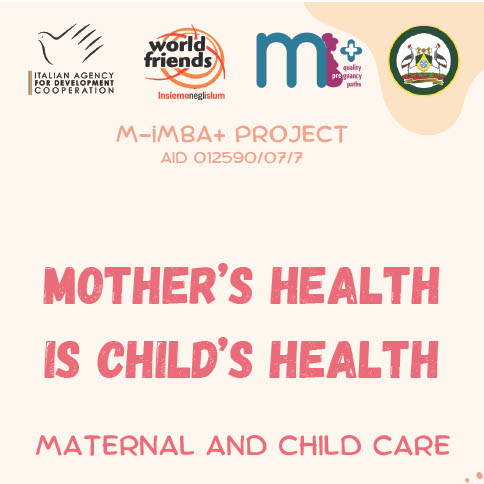 ITALIAN AGENCY
FOR DEVELOPMENT
COOPERATION
world
friends
Insiemeneglislum
m+
quality
pregnancy
paths
M-iMBA+ PROJECT
AID 012590/07/7
MOTHER'S HEALTH
IS CHILD'S HEALTH
MATERNAL AND CHILD CARE